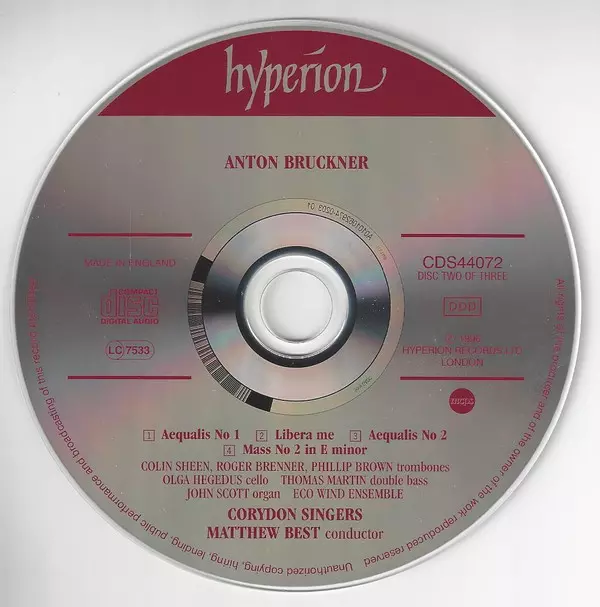 hyperion
ANTON BRUCKNER
MADE IN ENGLAND
COMPACT
disc
DIGITAL AUDIO
LC 7533
CDS44072
DISC TWO OF THREE
DDD
HYPERION RECORDS LTD
LONDON
mcps
1 Aequalis No 1 2 Libera me 3 Aequalis No 2
4 Mass No 2 in E minor
COLIN SHEEN, ROGER BRENNER, PHILLIP BROWN trombones
OLGA HEGEDUS cello THOMAS MARTIN double bass
JOHN SCOTT organ ECO WIND ENSEMBLE
CORYDON SINGERS
MATTHEW BEST conductor
All rights of the producer and of the owner of the work reproduced reserved. Unauthorized copying, hiring, lending, public performance and broadcasting of this record prohibited.